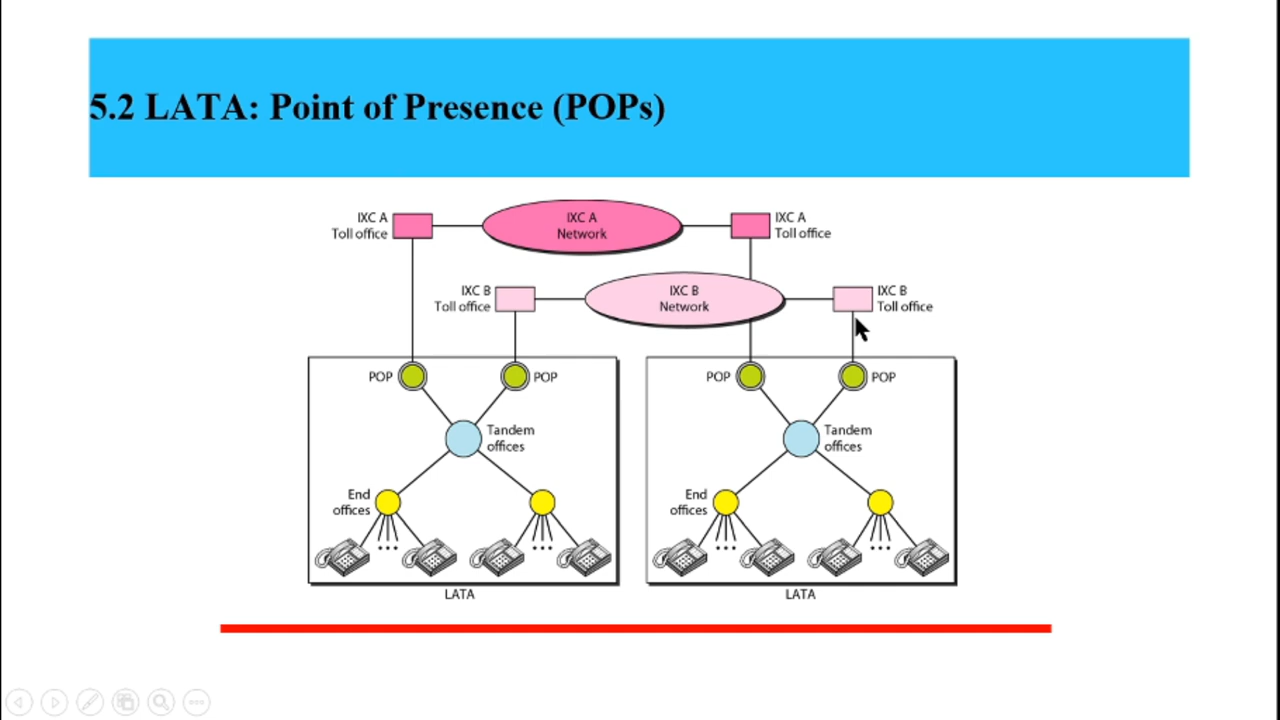 5.2 LATA: Point of Presence (POPs)
IXC A
Toll office
IXC A
Network
IXC A
Toll office
IXC B
Toll office
IXC B
Network
IXC B
Toll office
POP
POP
POP
POP
Tandem
offices
Tandem
offices
End
offices
End
offices
LATA
LATA